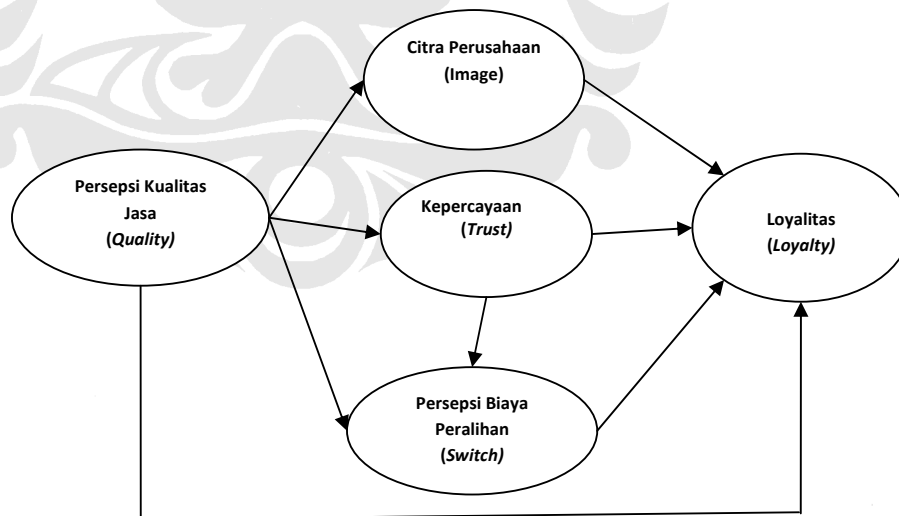 Citra Perusahaan
(Image)
Persepsi Kualitas
Jasa
(Quality)
Kepercayaan
(Trust)
Loyalitas
(Loyalty)
Persepsi Biaya
Peralihan
(Switch)